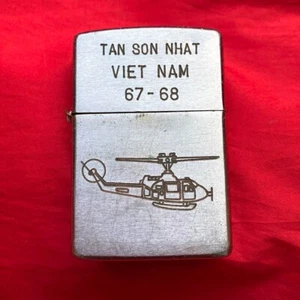 TAN SON NHAT
VIET NAM
67-68